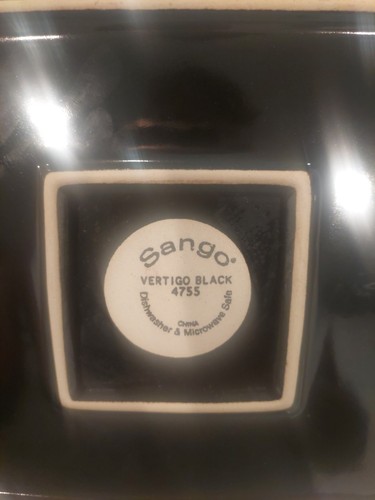 Sango®
VERTIGO BLACK
4755
CHINA
Dishwasher & Microwave Safe